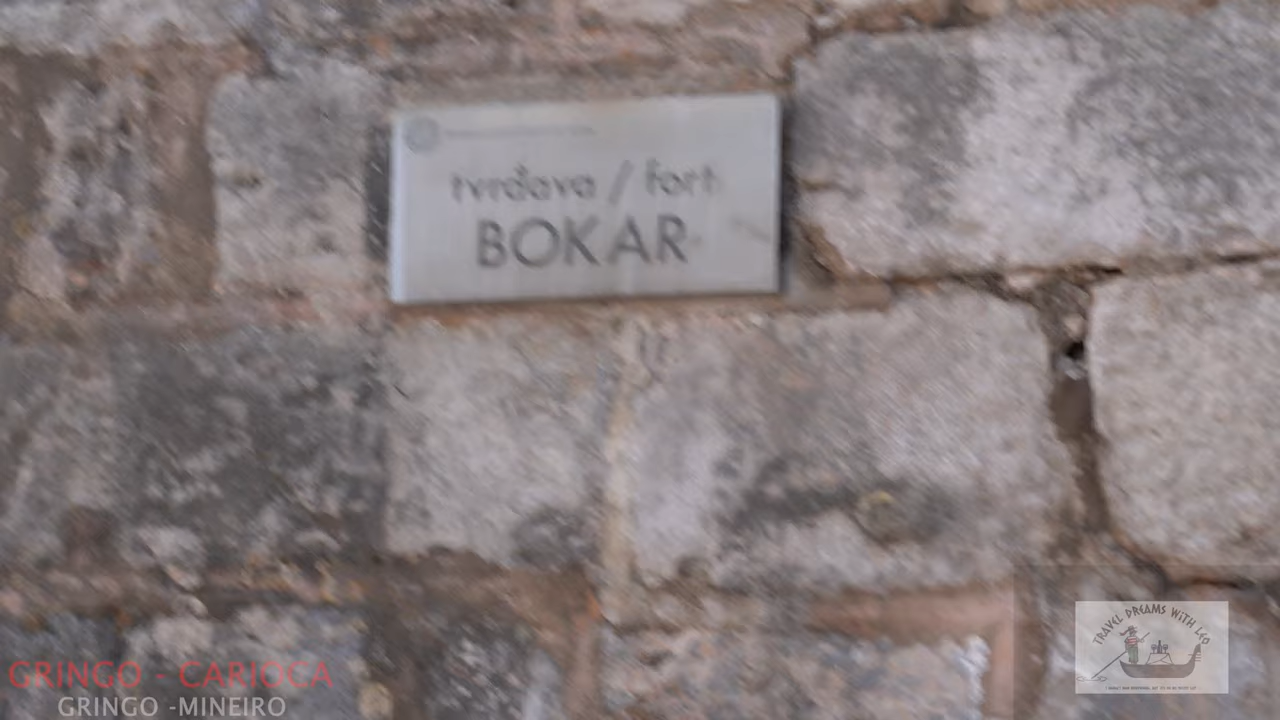 tvrđava / fort
BOKAR
TRAVEL DREAMS WITH LEO
GRINGO - CARIOCA
GRINGO -MINEIRO